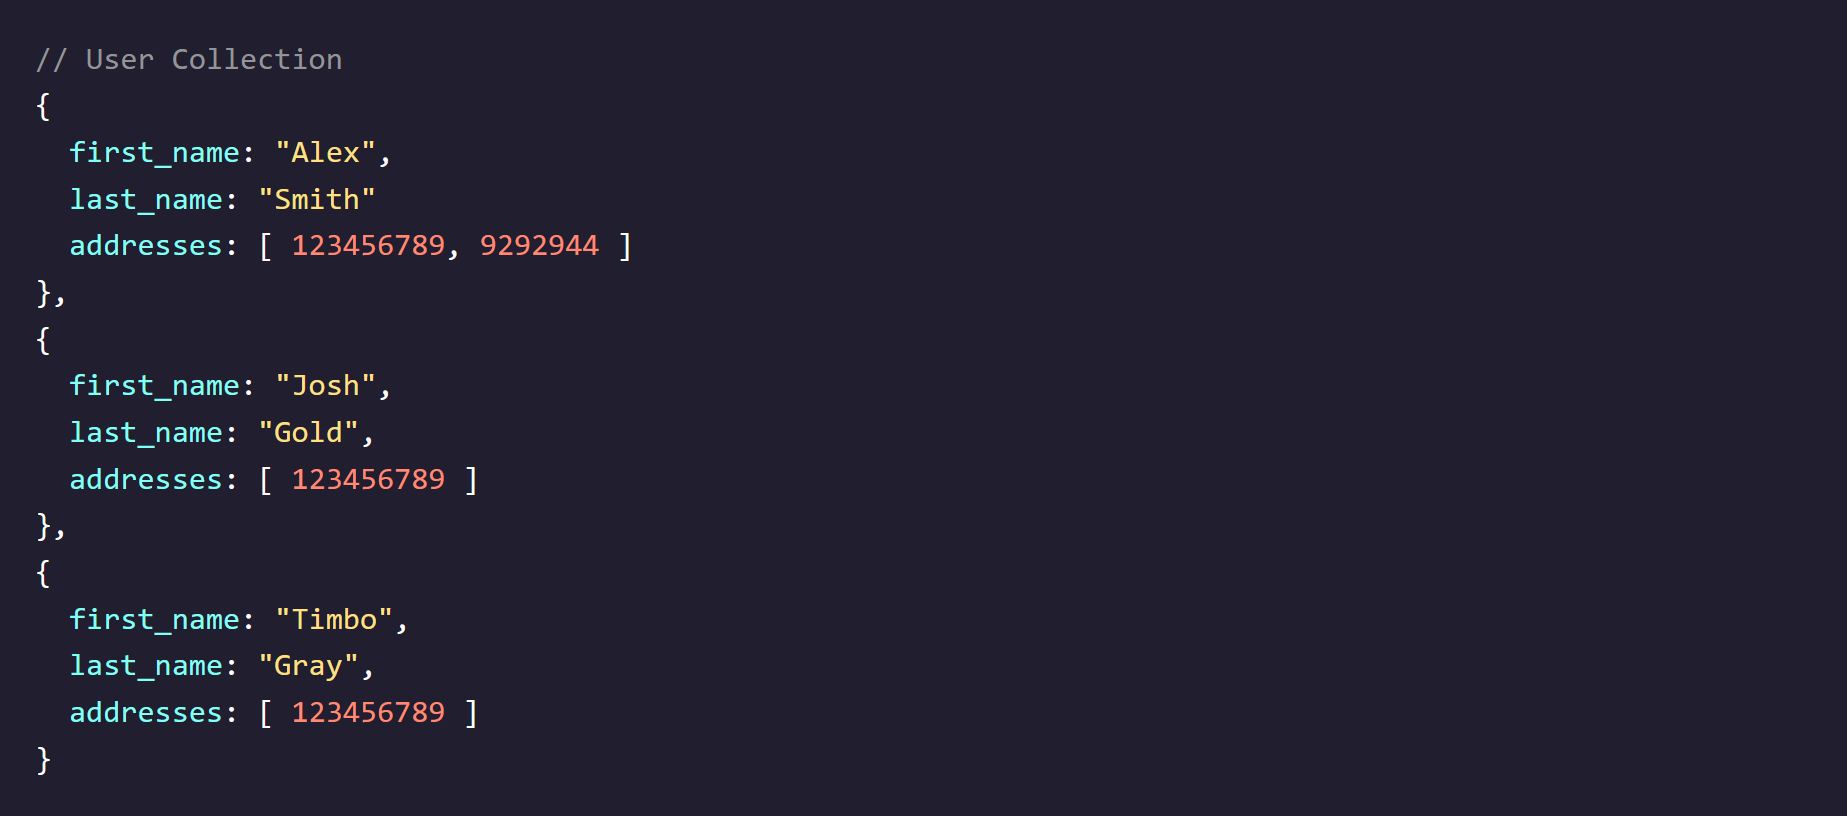 // User Collection
{
  first_name: "Alex",
  last_name: "Smith"
  addresses: [ 123456789, 9292944 ]
},
{
  first_name: "Josh",
  last_name: "Gold",
  addresses: [ 123456789 ]
},
{
  first_name: "Timbo",
  last_name: "Gray",
  addresses: [ 123456789 ]
}